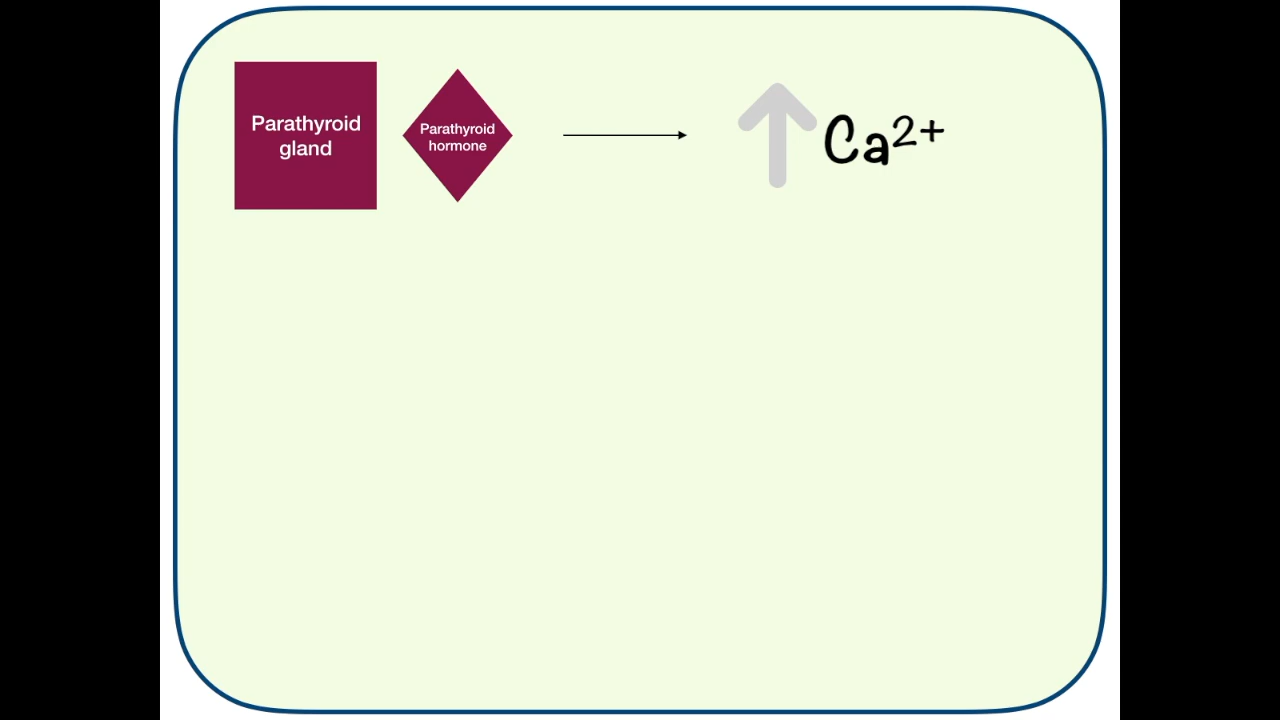 Parathyroid
gland
Parathyroid
hormone
Ca²⁺